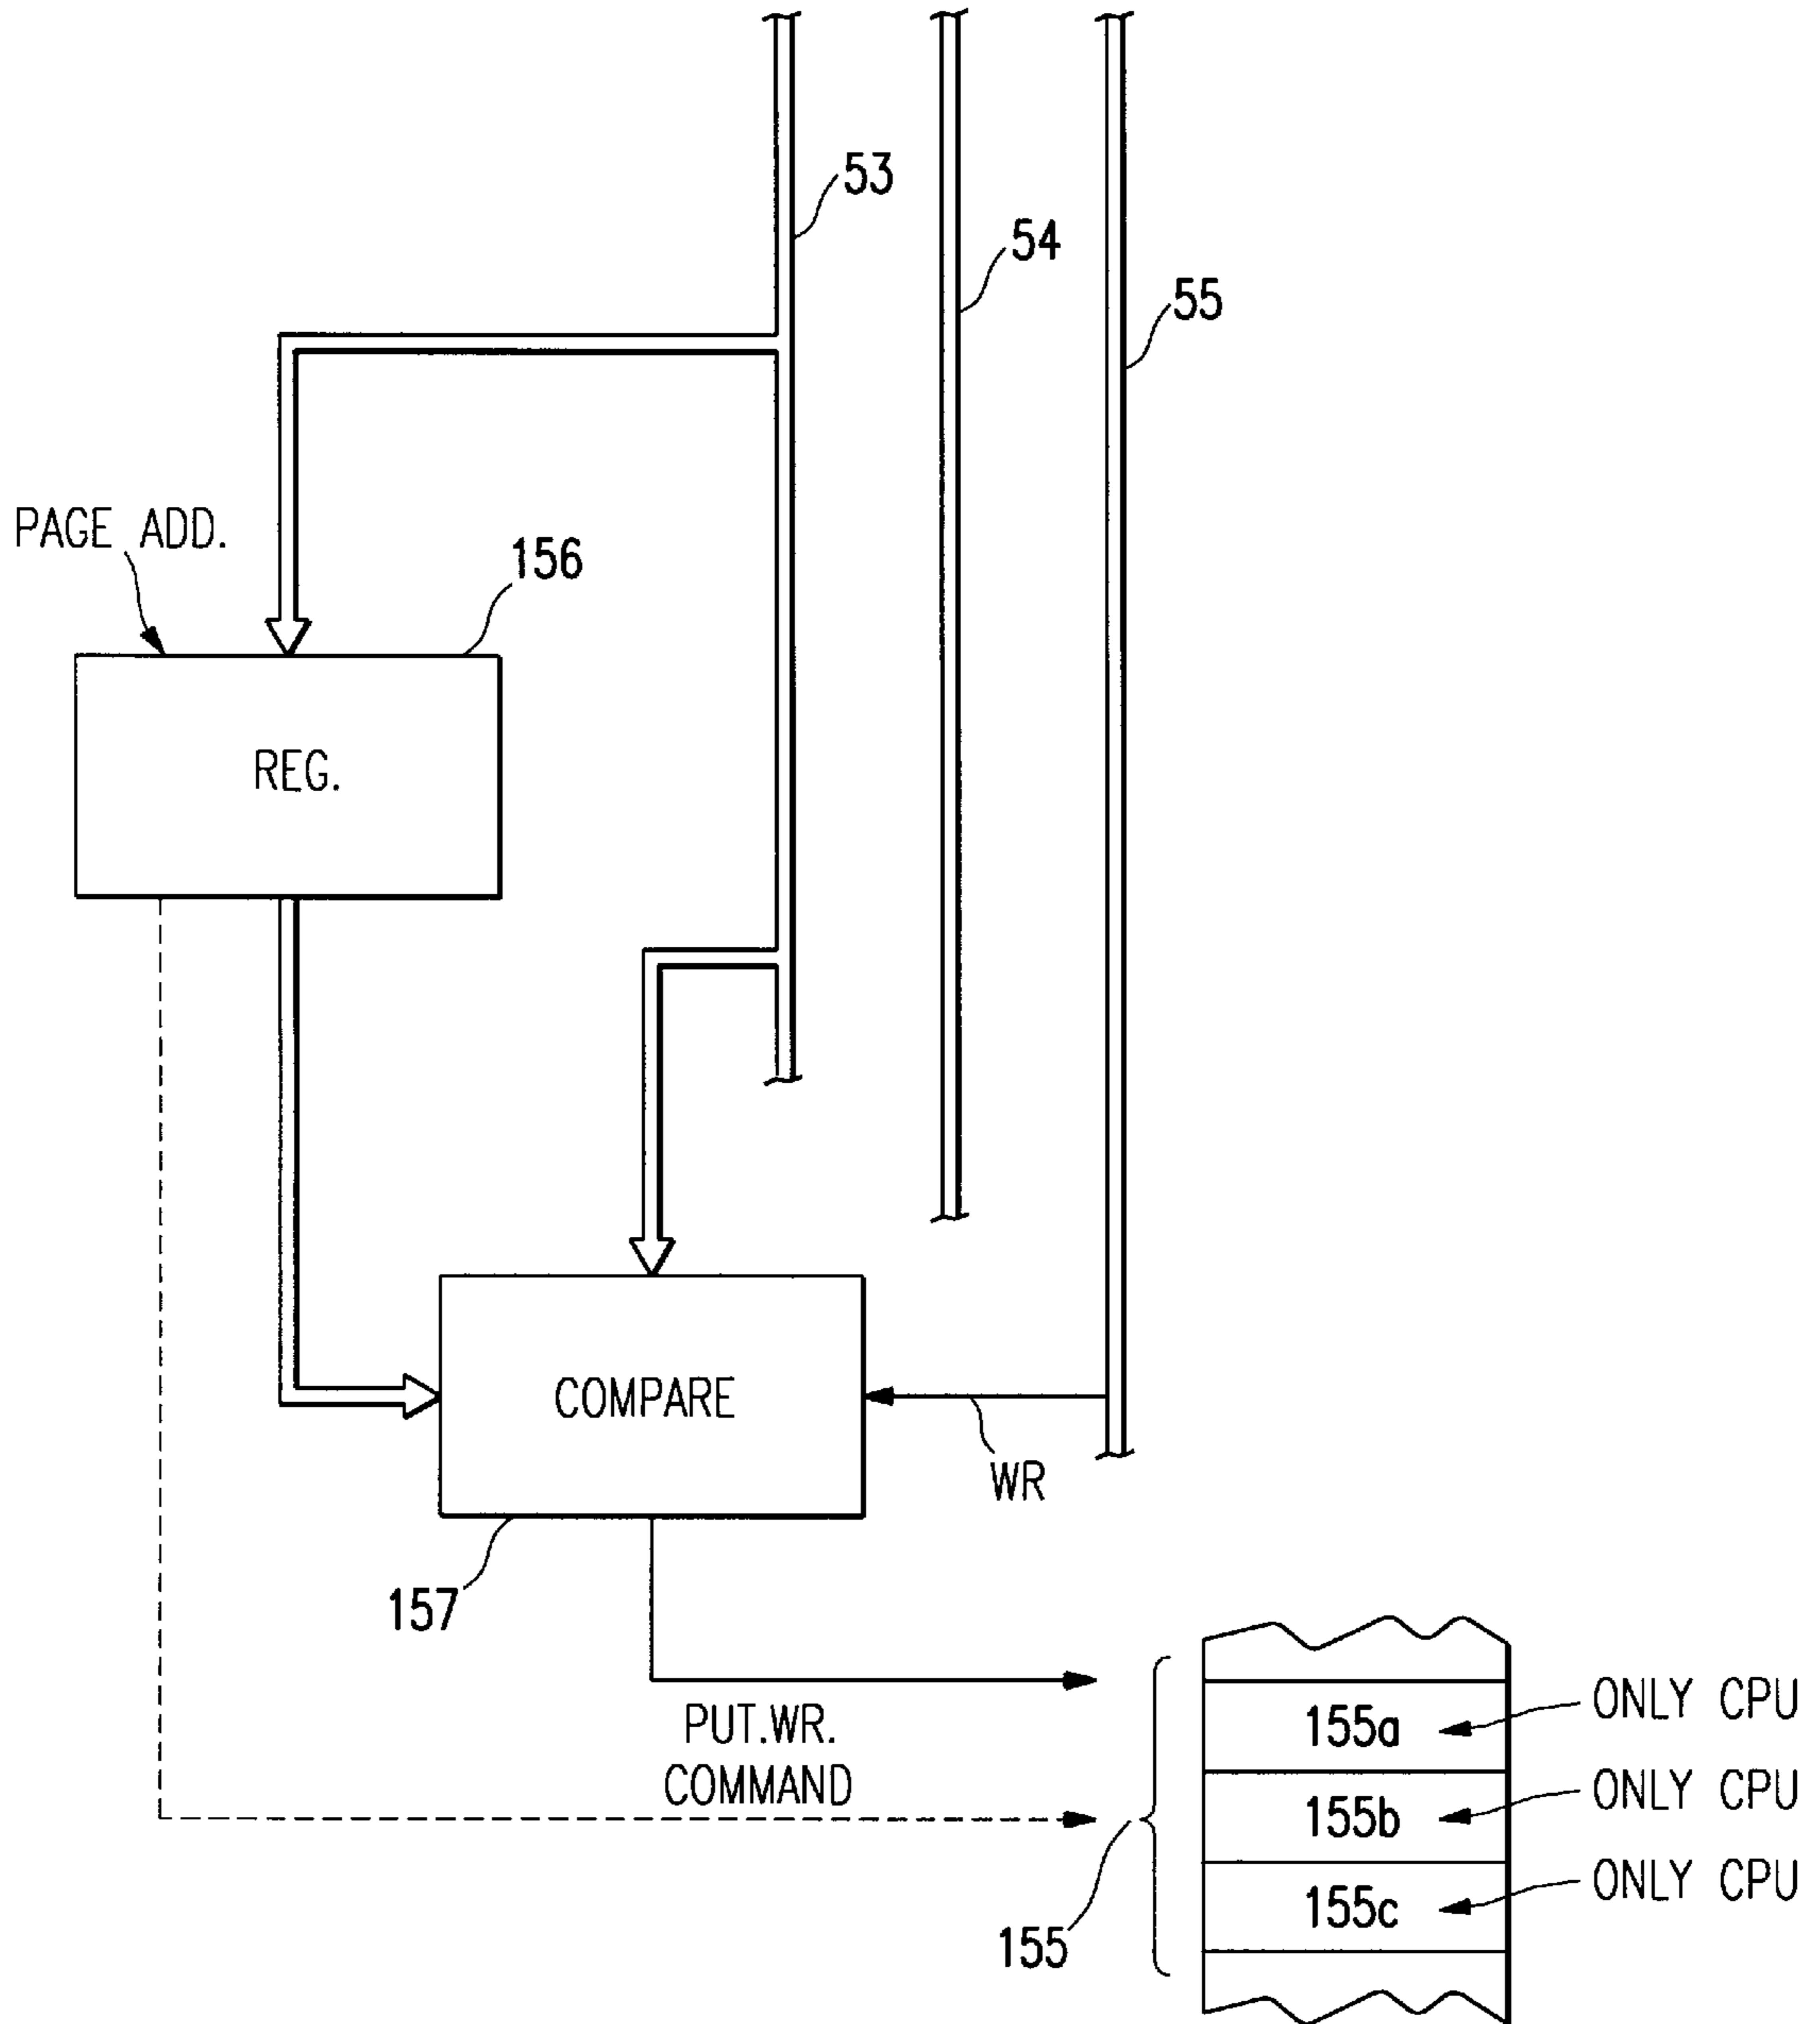 53
54
55
PAGE ADD.
156
REG.
COMPARE
WR
157
PUT.WR.
COMMAND
155a
ONLY CPU
155b
ONLY CPU
155c
ONLY CPU
155